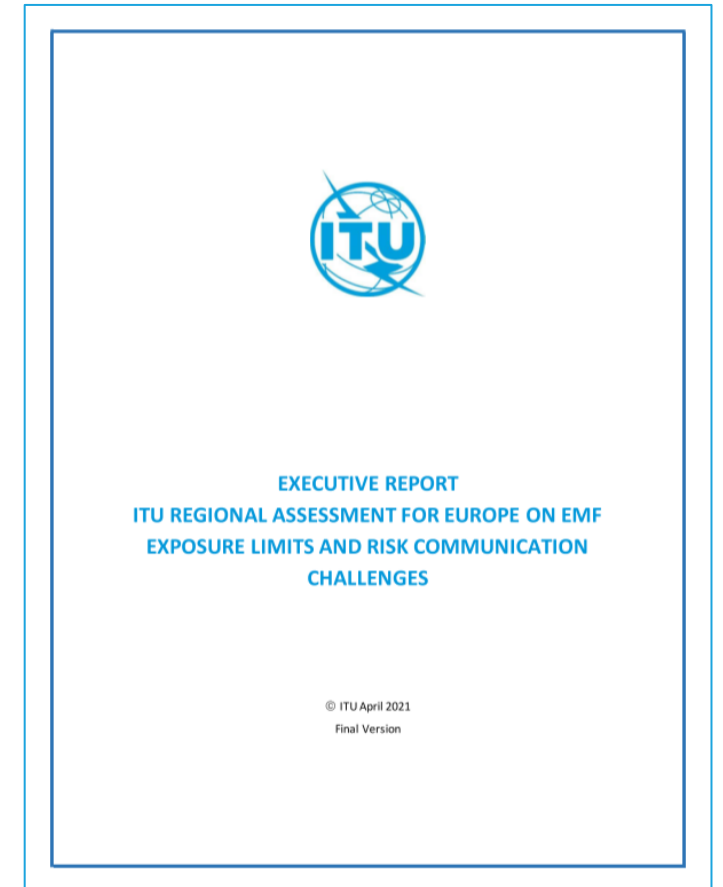 ITU
EXECUTIVE REPORT
ITU REGIONAL ASSESSMENT FOR EUROPE ON EMF
EXPOSURE LIMITS AND RISK COMMUNICATION
CHALLENGES
© ITU April 2021
Final Version